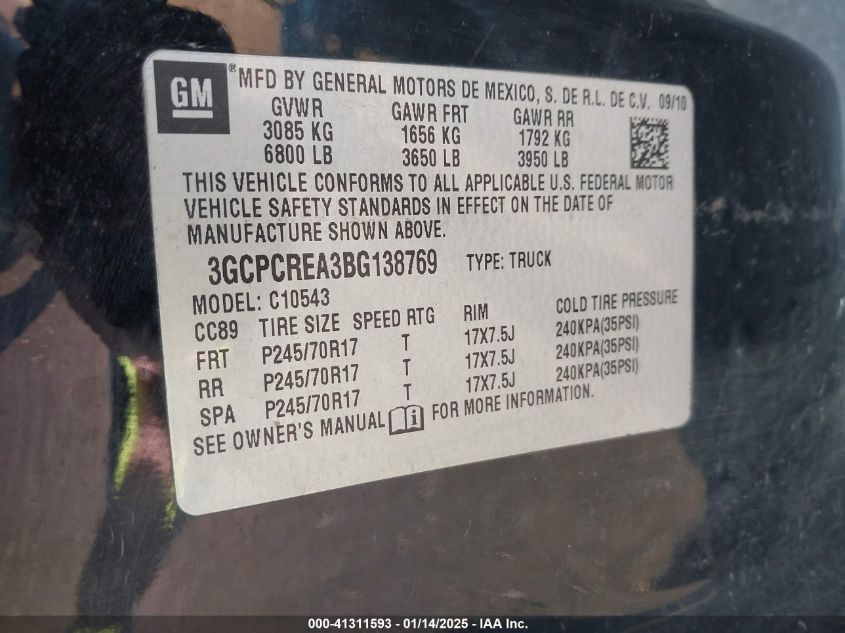 GM® MFD BY GENERAL MOTORS DE MEXICO, S. DE R.L. DE C.V. 09/10
GVWR GAWR FRT GAWR RR
3085 KG 1656 KG 1792 KG
6800 LB 3650 LB 3950 LB
THIS VEHICLE CONFORMS TO ALL APPLICABLE U.S. FEDERAL MOTOR
VEHICLE SAFETY STANDARDS IN EFFECT ON THE DATE OF
MANUFACTURE SHOWN ABOVE.
3GCPCREA3BG138769 TYPE: TRUCK
MODEL: C10543
CC89 TIRE SIZE SPEED RTG RIM COLD TIRE PRESSURE
FRT P245/70R17 T 17X7.5J 240KPA(35PSI)
RR P245/70R17 T 17X7.5J 240KPA(35PSI)
SPA P245/70R17 T 17X7.5J 240KPA(35PSI)
SEE OWNER'S MANUAL i FOR MORE INFORMATION.
000-41311593 - 01/14/2025 - IAA Inc.